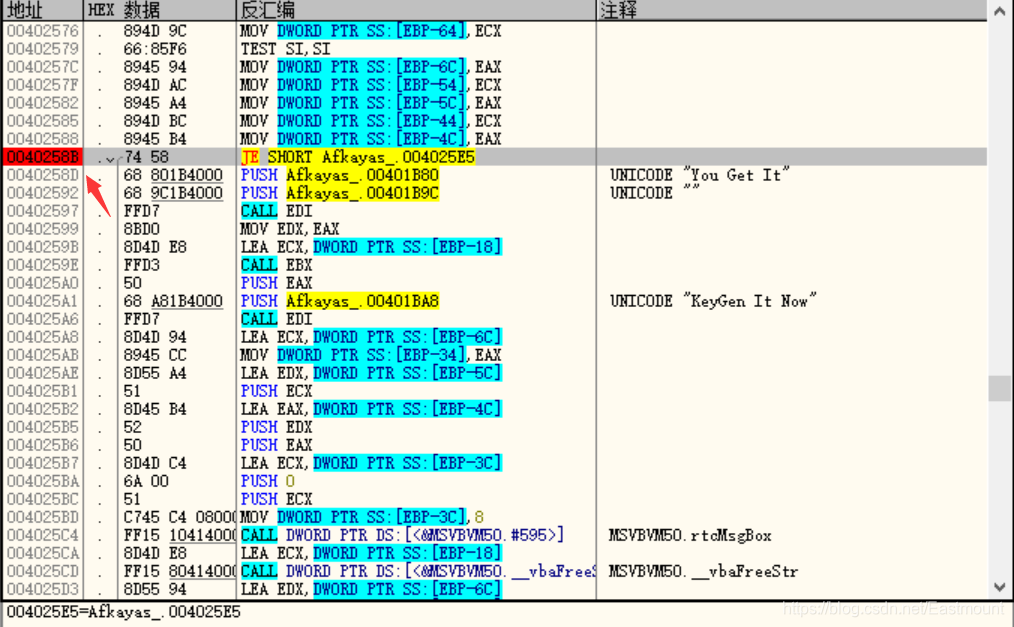 地址 HEX 数据 反汇编 注释
00402576 . 894D 9C MOV DWORD PTR SS:[EBP-64],ECX
00402579 . 66:85F6 TEST SI,SI
0040257C . 8945 94 MOV DWORD PTR SS:[EBP-6C],EAX
0040257F . 894D AC MOV DWORD PTR SS:[EBP-54],ECX
00402582 . 8945 A4 MOV DWORD PTR SS:[EBP-5C],EAX
00402585 . 894D BC MOV DWORD PTR SS:[EBP-44],ECX
00402588 . 8945 B4 MOV DWORD PTR SS:[EBP-4C],EAX
0040258B . 74 58 JE SHORT Afkayas_.004025E5
0040258D . 68 801B4000 PUSH Afkayas_.00401B80 UNICODE "You Get It"
00402592 . 68 9C1B4000 PUSH Afkayas_.00401B9C UNICODE ""
00402597 . FFD7 CALL EDI
00402599 . 8BD0 MOV EDX,EAX
0040259B . 8D4D E8 LEA ECX,DWORD PTR SS:[EBP-18]
0040259E . FFD3 CALL EBX
004025A0 . 50 PUSH EAX
004025A1 . 68 A81B4000 PUSH Afkayas_.00401BA8 UNICODE "KeyGen It Now"
004025A6 . FFD7 CALL EDI
004025A8 . 8D4D 94 LEA ECX,DWORD PTR SS:[EBP-6C]
004025AB . 8945 CC MOV DWORD PTR SS:[EBP-34],EAX
004025AE . 8D55 A4 LEA EDX,DWORD PTR SS:[EBP-5C]
004025B1 . 51 PUSH ECX
004025B2 . 8D45 B4 LEA EAX,DWORD PTR SS:[EBP-4C]
004025B5 . 52 PUSH EDX
004025B6 . 50 PUSH EAX
004025B7 . 8D4D C4 LEA ECX,DWORD PTR SS:[EBP-3C]
004025BA . 6A 00 PUSH 0
004025BC . 51 PUSH ECX
004025BD . C745 C4 0800 MOV DWORD PTR SS:[EBP-3C],8
004025C4 . FF15 10414000 CALL DWORD PTR DS:[<&MSVBVM50.#595>] MSVBVM50.rtcMsgBox
004025CA . 8D4D E8 LEA ECX,DWORD PTR SS:[EBP-18]
004025CD . FF15 80414000 CALL DWORD PTR DS:[<&MSVBVM50.__vbaFreeS MSVBVM50.__vbaFreeStr
004025D3 . 8D55 94 LEA EDX,DWORD PTR SS:[EBP-6C]
004025E5=Afkayas_.004025E5
https://blog.csdn.net/Eastmount